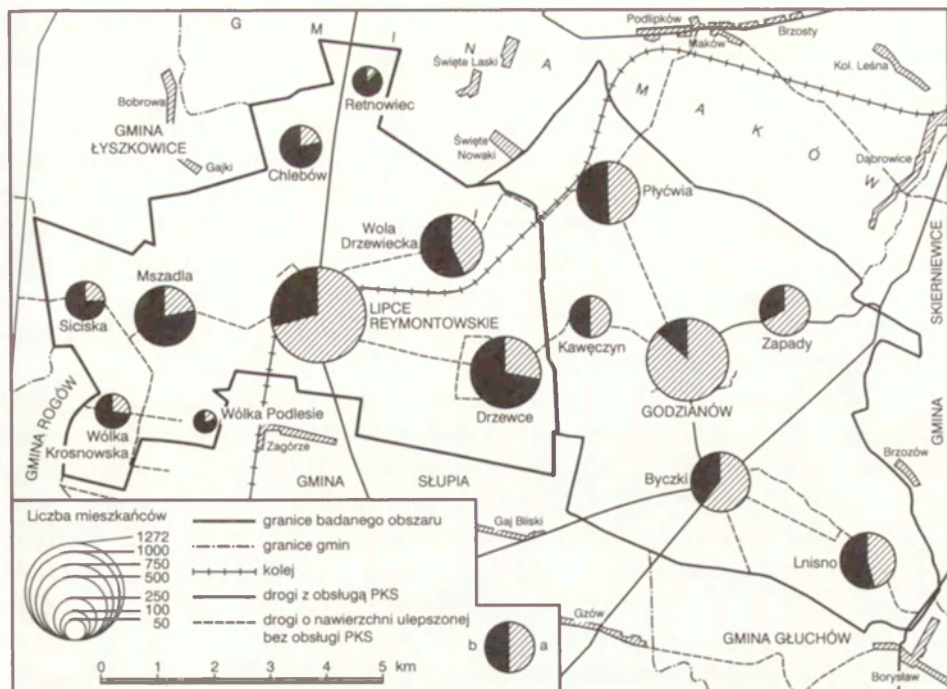 G M I N A
M A K Ó W
Podlipków
Maków
Brzosty
Kol. Leśna
Święte Laski
Retnowiec
Bobrowa
GMINA
ŁYSZKOWICE
Gajki
Chlebów
Święte
Nowaki
Dąbrowice
Płyćwia
Wola
Drzewiecka
Mszadla
Siciska
LIPCE
REYMONTOWSKIE
Kawęczyn
Zapady
SKIERNIEWICE
GMINA
Drzewce
GODZIANÓW
GMINA ROGÓW
Wólka
Krosnowska
Wólka Podlesie
Zagórze
GMINA SŁUPIA
Byczki
Brzozów
Gaj Bliski
Lnisno
Gzów
GMINA GŁUCHÓW
Borysław
Liczba mieszkańców
1272
1000
750
500
250
100
50
granice badanego obszaru
granice gmin
kolej
drogi z obsługą PKS
drogi o nawierzchni ulepszonej
bez obsługi PKS
0 1 2 3 4 5 km
b a